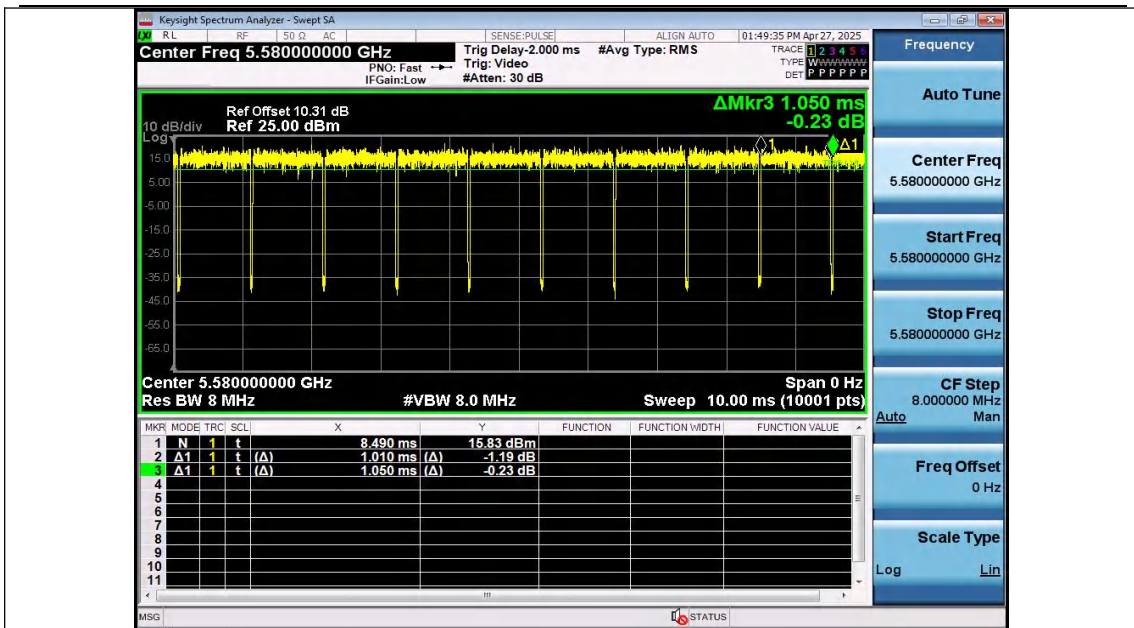 Keysight Spectrum Analyzer - Swept SA
LXI RL RF 50 Ω AC SENSE:PULSE ALIGN AUTO 01:49:35 PM Apr 27, 2025
Center Freq 5.580000000 GHz
PNO: Fast
IFGain:Low
Trig Delay-2.000 ms
Trig: Video
#Atten: 30 dB
#Avg Type: RMS
TRACE 1 2 3 4 5 6
TYPE W
DET P P P P P P
ΔMkr3 1.050 ms
-0.23 dB
Ref Offset 10.31 dB
Ref 25.00 dBm
10 dB/div
Log
1
Δ1
15.0
5.00
-5.00
-15.0
-25.0
-35.0
-45.0
-55.0
-65.0
Center 5.580000000 GHz Span 0 Hz
Res BW 8 MHz #VBW 8.0 MHz Sweep 10.00 ms (10001 pts)
MKR MODE TRC SCL X Y FUNCTION FUNCTION WIDTH FUNCTION VALUE
1 N 1 t 8.490 ms 15.83 dBm
2 Δ1 1 t (Δ) 1.010 ms (Δ) -1.19 dB
3 Δ1 1 t (Δ) 1.050 ms (Δ) -0.23 dB
4
5
6
7
8
9
10
11
MSG STATUS
Frequency
Auto Tune
Center Freq
5.580000000 GHz
Start Freq
5.580000000 GHz
Stop Freq
5.580000000 GHz
CF Step
8.000000 MHz
Auto Man
Freq Offset
0 Hz
Scale Type
Log Lin